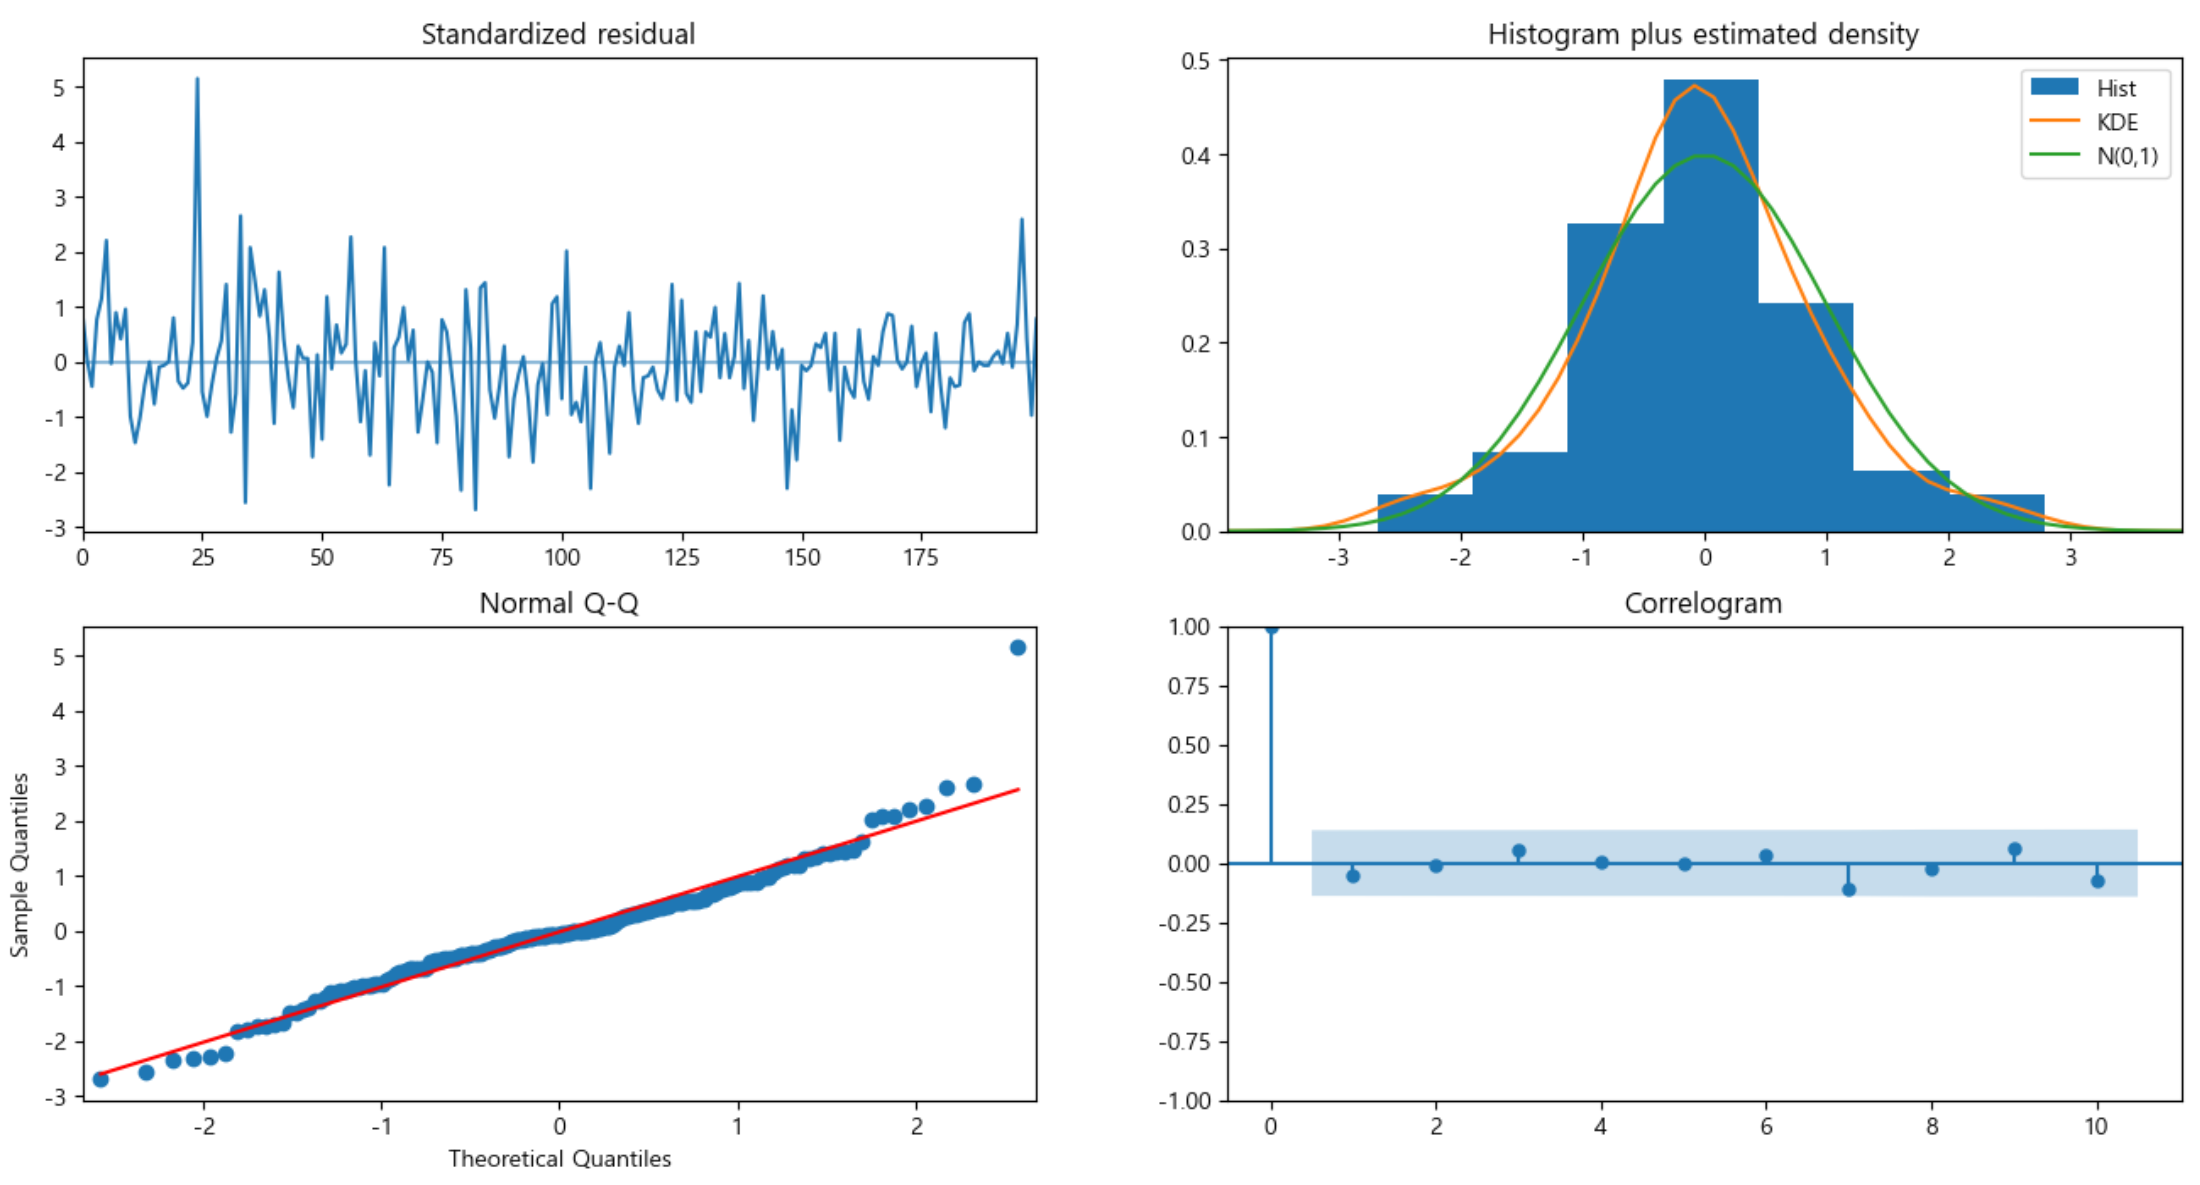 Standardized residual
5
4
3
2
1
0
-1
-2
-3
0 25 50 75 100 125 150 175
Histogram plus estimated density
0.5
0.4
0.3
0.2
0.1
0.0
-3 -2 -1 0 1 2 3
Hist
KDE
N(0,1)
Normal Q-Q
Sample Quantiles
5
4
3
2
1
0
-1
-2
-3
-2 -1 0 1 2
Theoretical Quantiles
Correlogram
1.00
0.75
0.50
0.25
0.00
-0.25
-0.50
-0.75
-1.00
0 2 4 6 8 10